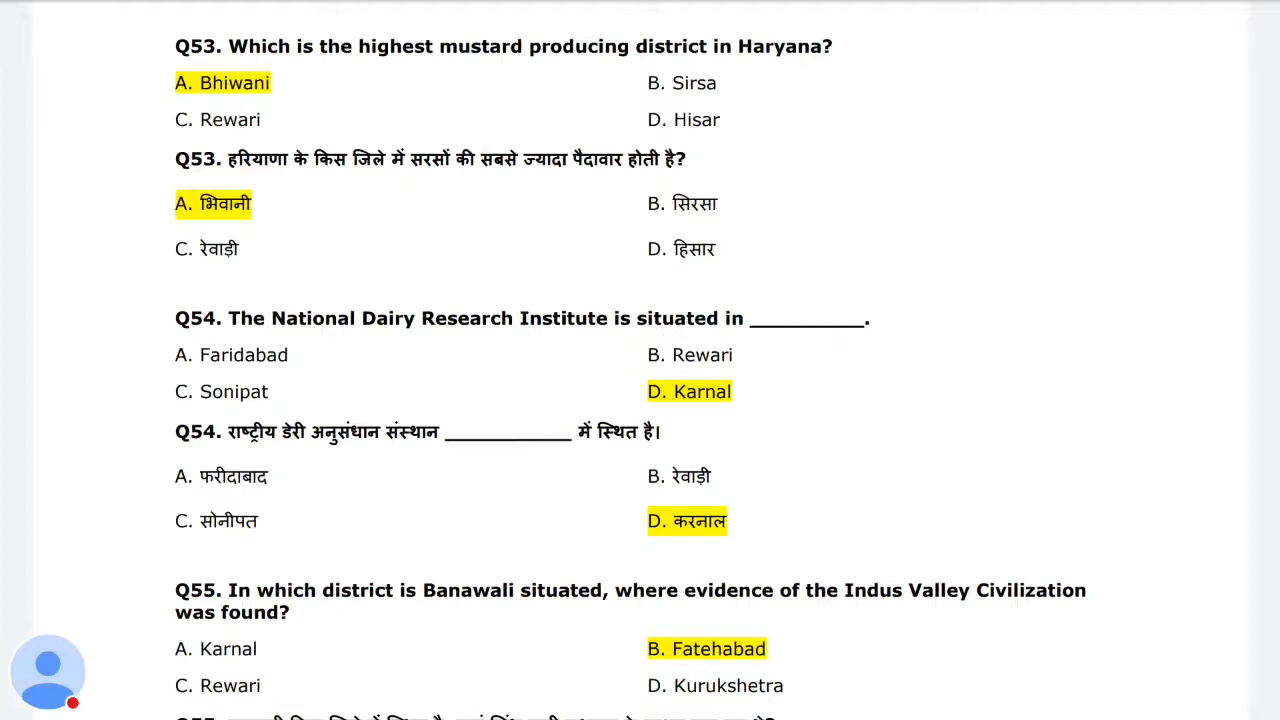 Q53. Which is the highest mustard producing district in Haryana?
A. Bhiwani B. Sirsa
C. Rewari D. Hisar
Q53. हरियाणा के किस जिले में सरसों की सबसे ज्यादा पैदावार होती है?
A. भिवानी B. सिरसा
C. रेवाड़ी D. हिसार
Q54. The National Dairy Research Institute is situated in ___________.
A. Faridabad B. Rewari
C. Sonipat D. Karnal
Q54. राष्ट्रीय डेरी अनुसंधान संस्थान ____________ में स्थित है।
A. फरीदाबाद B. रेवाड़ी
C. सोनीपत D. करनाल
Q55. In which district is Banawali situated, where evidence of the Indus Valley Civilization
was found?
A. Karnal B. Fatehabad
C. Rewari D. Kurukshetra